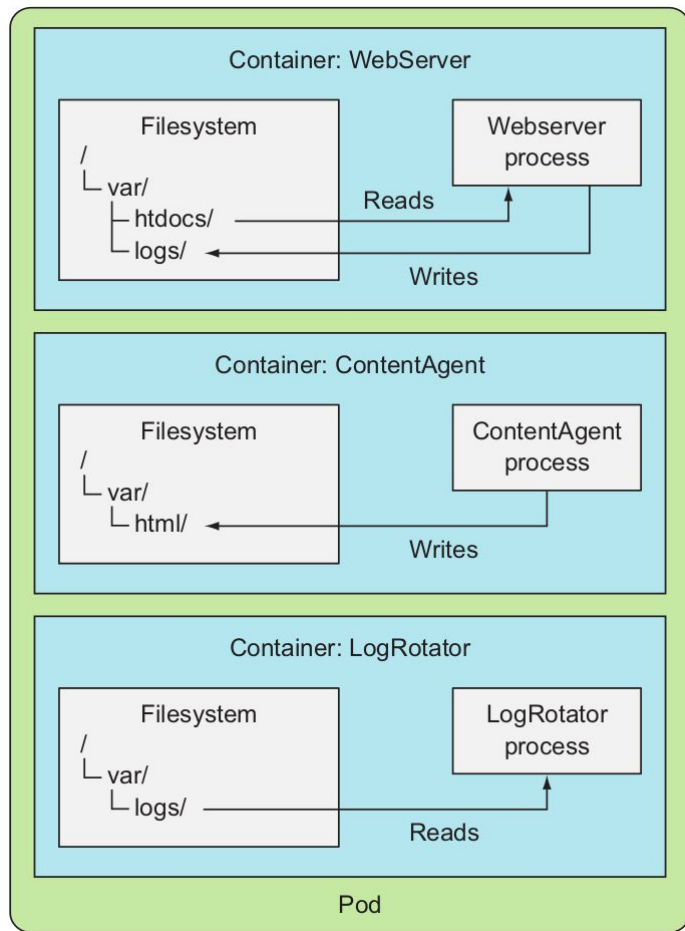 Container: WebServer
Filesystem
/
var/
htdocs/
logs/
Webserver
process
Reads
Writes
Container: ContentAgent
Filesystem
/
var/
html/
ContentAgent
process
Writes
Container: LogRotator
Filesystem
/
var/
logs/
LogRotator
process
Reads
Pod